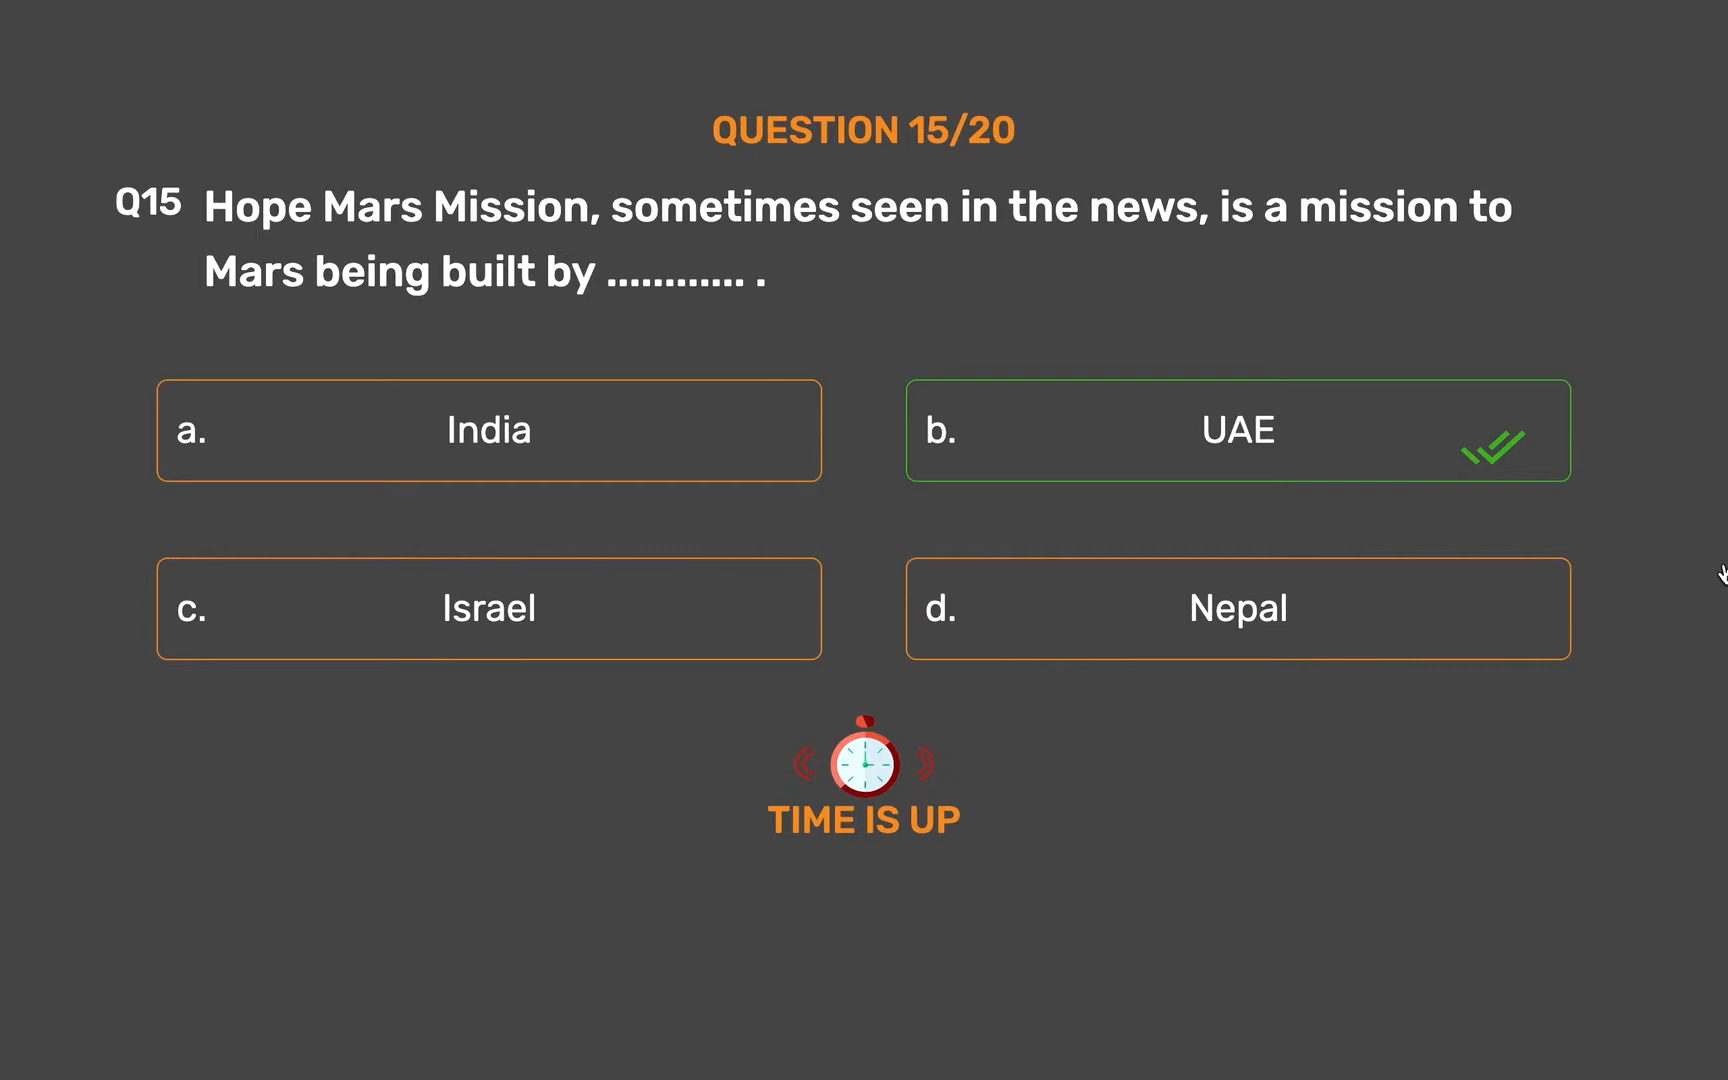 QUESTION 15/20
Q15 Hope Mars Mission, sometimes seen in the news, is a mission to
Mars being built by ............ .
a. India
b. UAE
c. Israel
d. Nepal
TIME IS UP